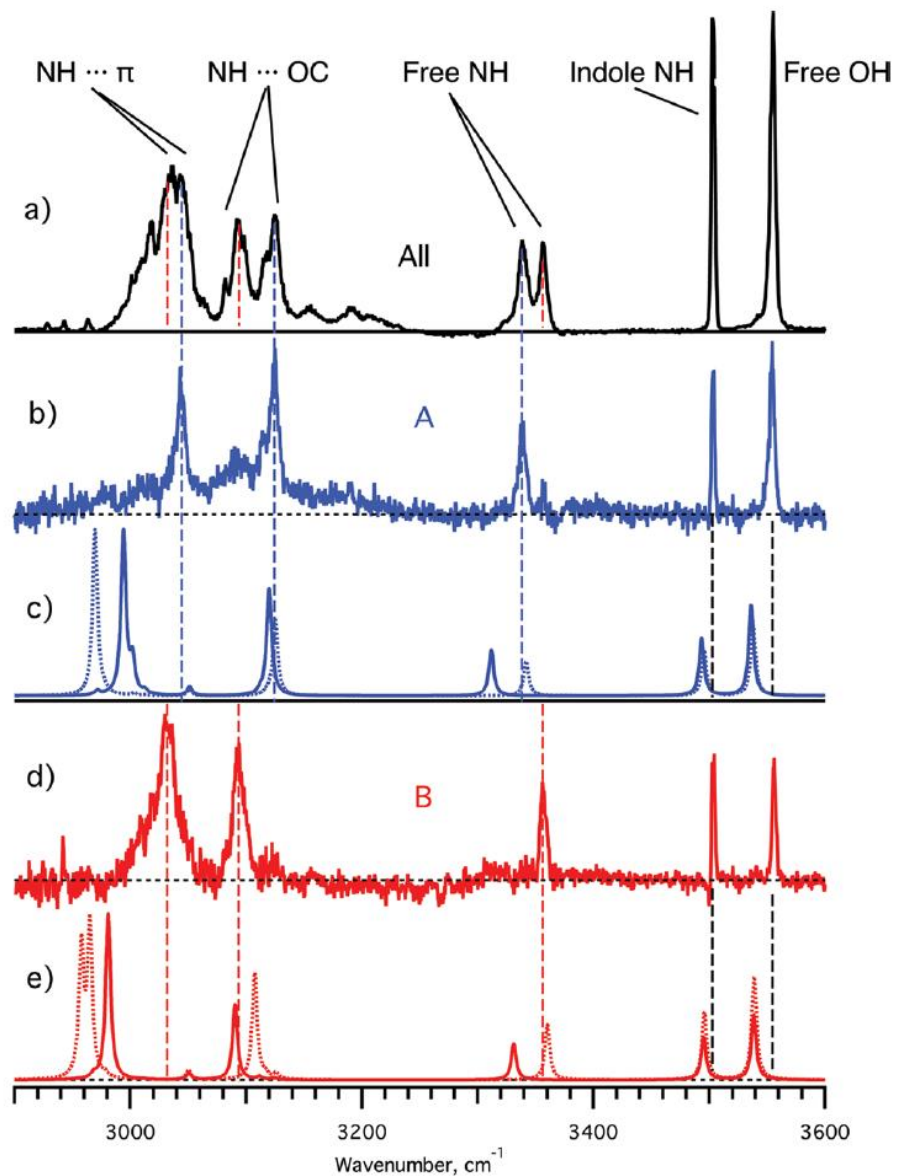 NH ··· π NH ··· OC Free NH Indole NH Free OH
a)
All
b) A
c)
d) B
e)
3000 3200 3400 3600
Wavenumber, cm⁻¹